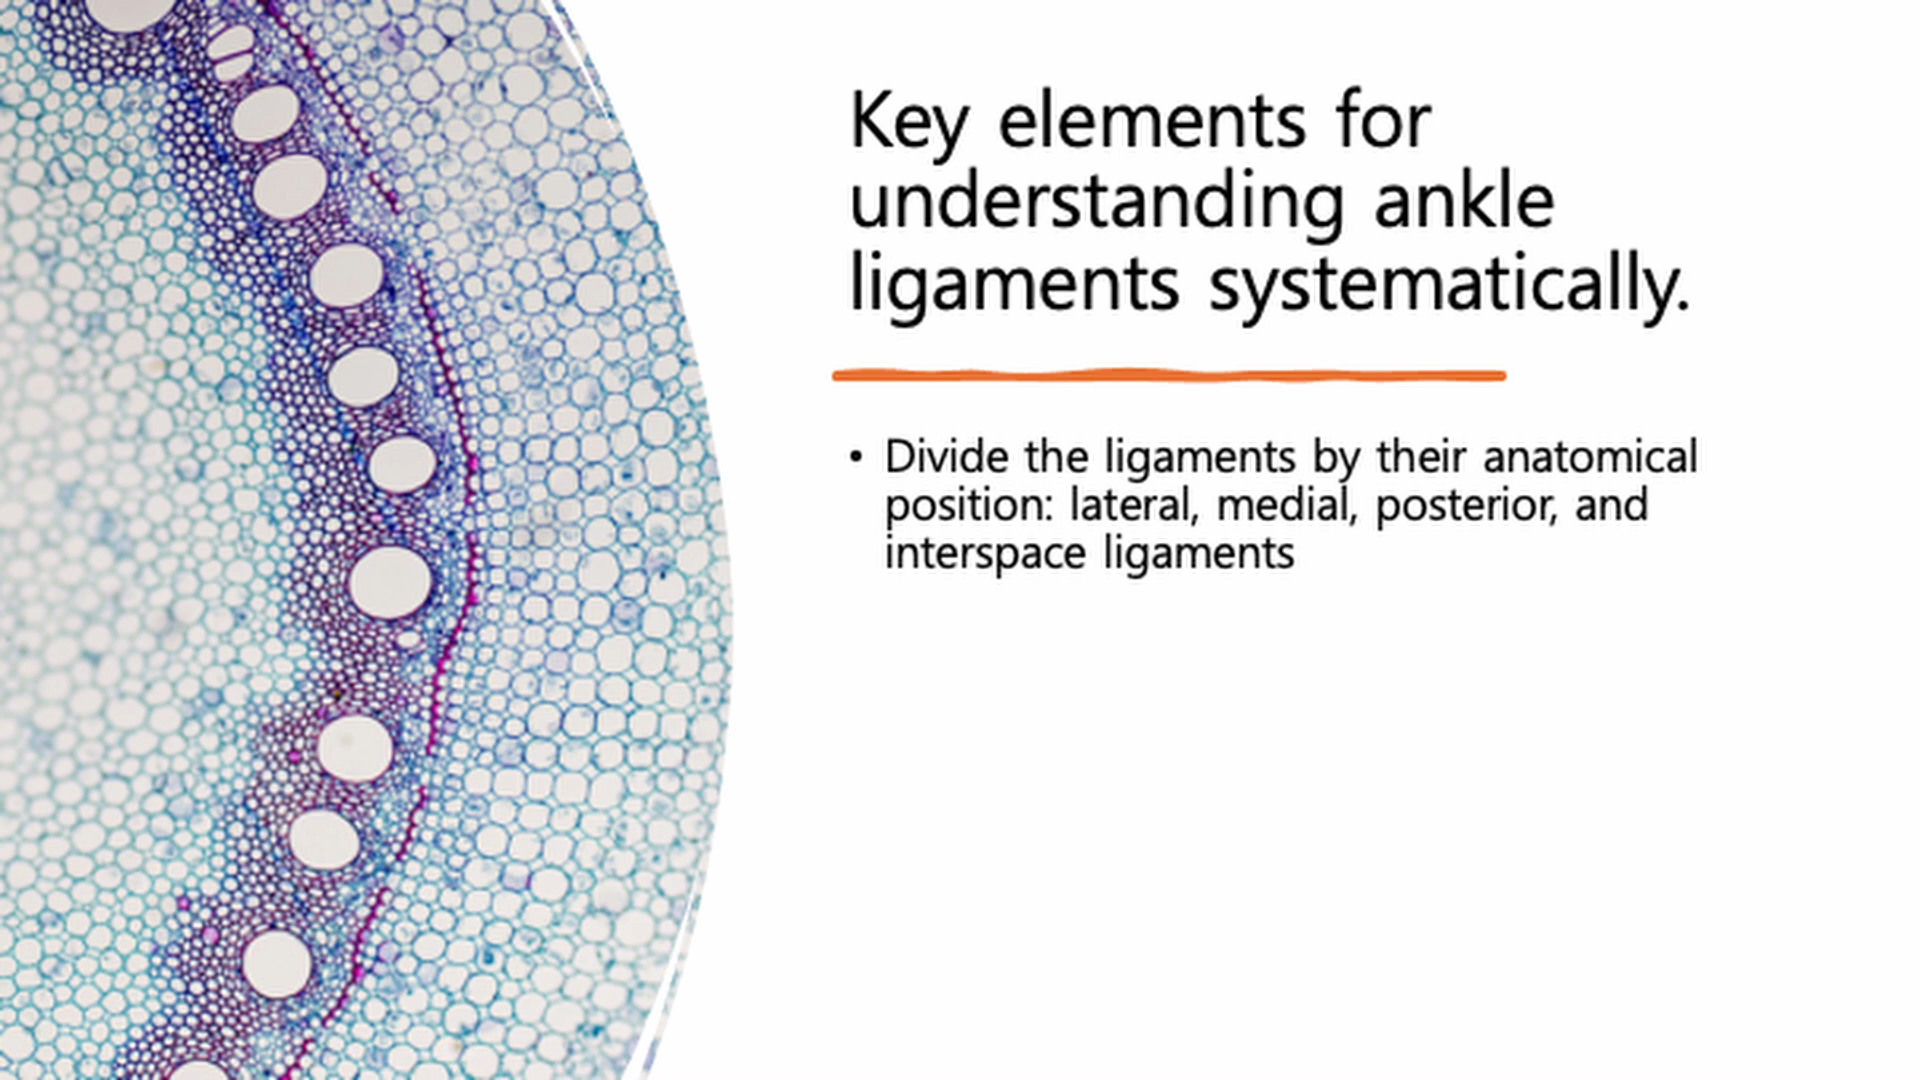 Key elements for
understanding ankle
ligaments systematically.
• Divide the ligaments by their anatomical
position: lateral, medial, posterior, and
interspace ligaments